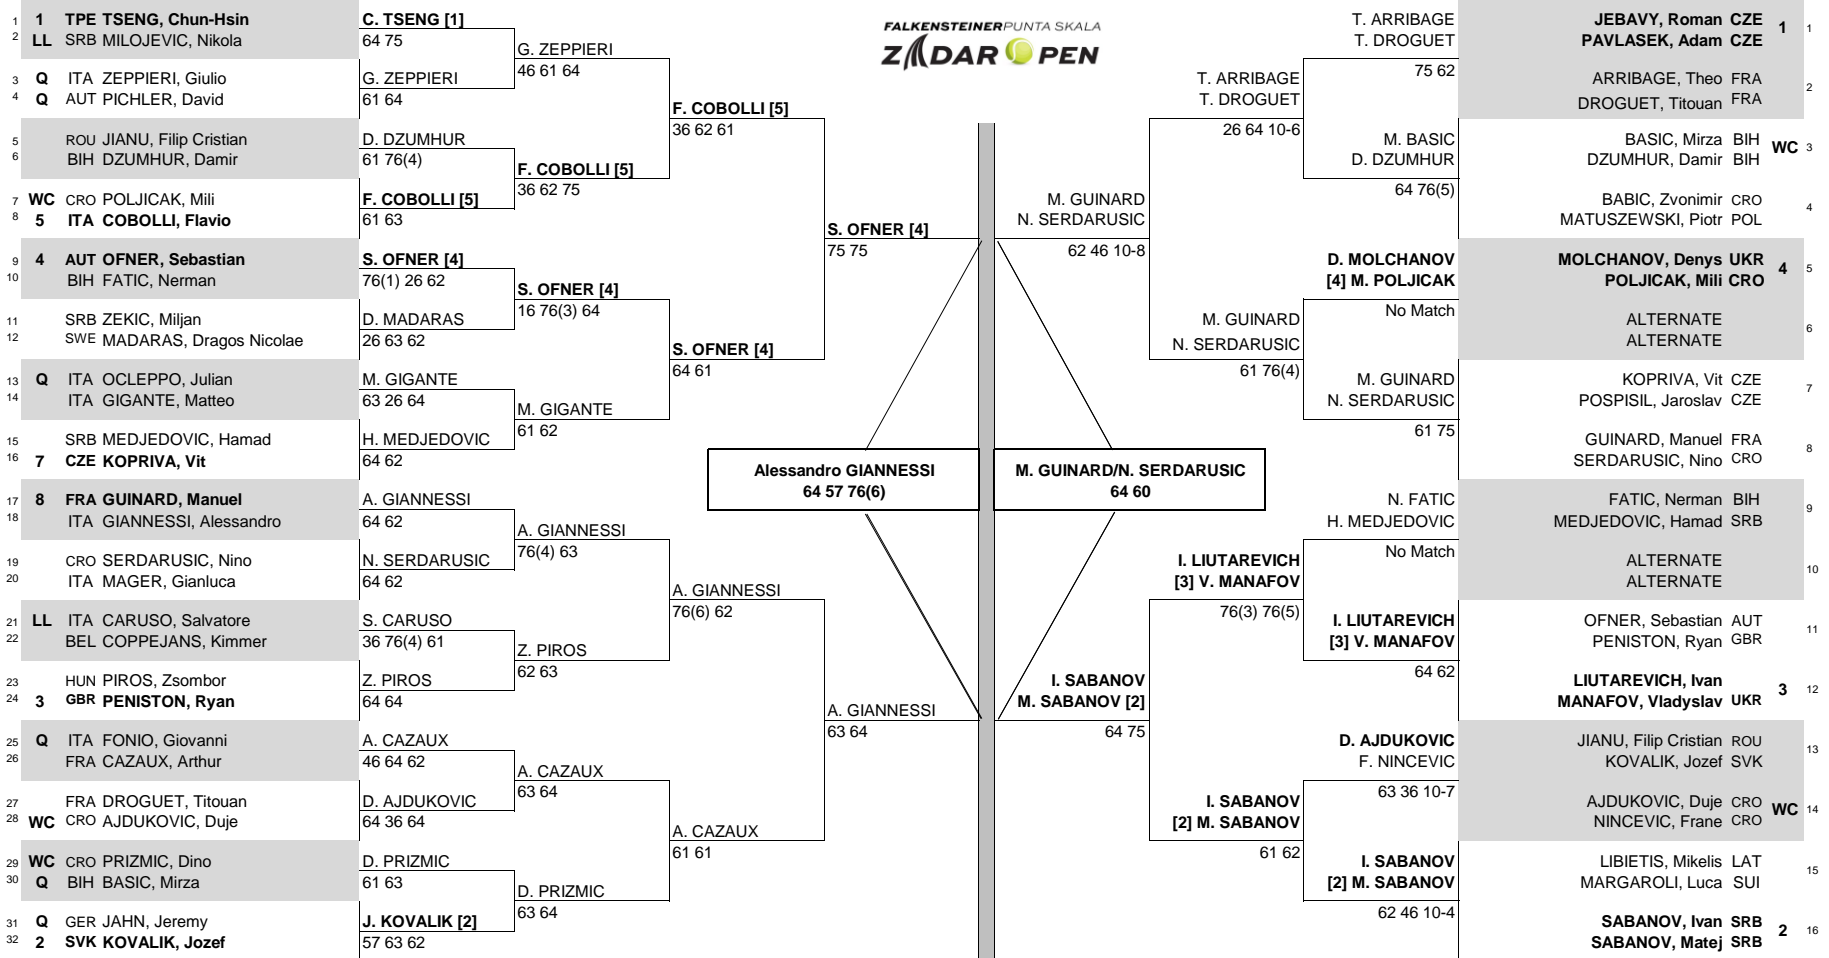 FALKENSTEINER PUNTA SKALA
ZADAR OPEN
1 1 TPE TSENG, Chun-Hsin
2 LL SRB MILOJEVIC, Nikola
3 Q ITA ZEPPIERI, Giulio
4 Q AUT PICHLER, David
5 ROU JIANU, Filip Cristian
6 BIH DZUMHUR, Damir
7 WC CRO POLJICAK, Mili
8 5 ITA COBOLLI, Flavio
9 4 AUT OFNER, Sebastian
10 BIH FATIC, Nerman
11 SRB ZEKIC, Miljan
12 SWE MADARAS, Dragos Nicolae
13 Q ITA OCLEPPO, Julian
14 ITA GIGANTE, Matteo
15 SRB MEDJEDOVIC, Hamad
16 7 CZE KOPRIVA, Vit
17 8 FRA GUINARD, Manuel
18 ITA GIANNESSI, Alessandro
19 CRO SERDARUSIC, Nino
20 ITA MAGER, Gianluca
21 LL ITA CARUSO, Salvatore
22 BEL COPPEJANS, Kimmer
23 HUN PIROS, Zsombor
24 3 GBR PENISTON, Ryan
25 Q ITA FONIO, Giovanni
26 FRA CAZAUX, Arthur
27 FRA DROGUET, Titouan
28 WC CRO AJDUKOVIC, Duje
29 WC CRO PRIZMIC, Dino
30 Q BIH BASIC, Mirza
31 Q GER JAHN, Jeremy
32 2 SVK KOVALIK, Jozef
C. TSENG [1]
64 75
G. ZEPPIERI
61 64
D. DZUMHUR
61 76(4)
F. COBOLLI [5]
61 63
S. OFNER [4]
76(1) 26 62
D. MADARAS
26 63 62
M. GIGANTE
63 26 64
H. MEDJEDOVIC
64 62
A. GIANNESSI
64 62
N. SERDARUSIC
64 62
S. CARUSO
36 76(4) 61
Z. PIROS
64 64
A. CAZAUX
46 64 62
D. AJDUKOVIC
64 36 64
D. PRIZMIC
61 63
J. KOVALIK [2]
57 63 62
G. ZEPPIERI
46 61 64
F. COBOLLI [5]
36 62 75
S. OFNER [4]
16 76(3) 64
M. GIGANTE
61 62
A. GIANNESSI
76(4) 63
Z. PIROS
62 63
A. CAZAUX
63 64
D. PRIZMIC
63 64
F. COBOLLI [5]
36 62 61
S. OFNER [4]
64 61
A. GIANNESSI
76(6) 62
A. CAZAUX
61 61
S. OFNER [4]
75 75
A. GIANNESSI
63 64
Alessandro GIANNESSI
64 57 76(6)
M. GUINARD/N. SERDARUSIC
64 60
M. GUINARD
N. SERDARUSIC
62 46 10-8
I. SABANOV
M. SABANOV [2]
64 75
T. ARRIBAGE
T. DROGUET
26 64 10-6
M. GUINARD
N. SERDARUSIC
61 76(4)
I. LIUTAREVICH
[3] V. MANAFOV
76(3) 76(5)
I. SABANOV
[2] M. SABANOV
61 62
T. ARRIBAGE
T. DROGUET
75 62
M. BASIC
D. DZUMHUR
64 76(5)
D. MOLCHANOV
[4] M. POLJICAK
No Match
M. GUINARD
N. SERDARUSIC
61 75
N. FATIC
H. MEDJEDOVIC
No Match
I. LIUTAREVICH
[3] V. MANAFOV
64 62
D. AJDUKOVIC
F. NINCEVIC
63 36 10-7
I. SABANOV
[2] M. SABANOV
62 46 10-4
JEBAVY, Roman CZE 1 1
PAVLASEK, Adam CZE
ARRIBAGE, Theo FRA 2
DROGUET, Titouan FRA
BASIC, Mirza BIH WC 3
DZUMHUR, Damir BIH
BABIC, Zvonimir CRO 4
MATUSZEWSKI, Piotr POL
MOLCHANOV, Denys UKR 4 5
POLJICAK, Mili CRO
ALTERNATE 6
ALTERNATE
KOPRIVA, Vit CZE 7
POSPISIL, Jaroslav CZE
GUINARD, Manuel FRA 8
SERDARUSIC, Nino CRO
FATIC, Nerman BIH 9
MEDJEDOVIC, Hamad SRB
ALTERNATE 10
ALTERNATE
OFNER, Sebastian AUT 11
PENISTON, Ryan GBR
LIUTAREVICH, Ivan 3 12
MANAFOV, Vladyslav UKR
JIANU, Filip Cristian ROU 13
KOVALIK, Jozef SVK
AJDUKOVIC, Duje CRO WC 14
NINCEVIC, Frane CRO
LIBIETIS, Mikelis LAT 15
MARGAROLI, Luca SUI
SABANOV, Ivan SRB 2 16
SABANOV, Matej SRB